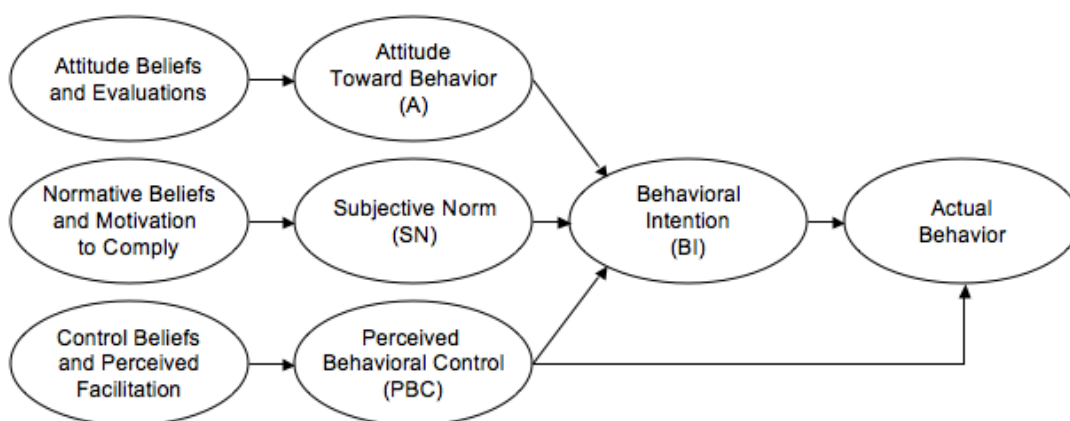 Attitude Beliefs
and Evaluations
Attitude
Toward Behavior
(A)
Normative Beliefs
and Motivation
to Comply
Subjective Norm
(SN)
Behavioral
Intention
(BI)
Actual
Behavior
Control Beliefs
and Perceived
Facilitation
Perceived
Behavioral Control
(PBC)